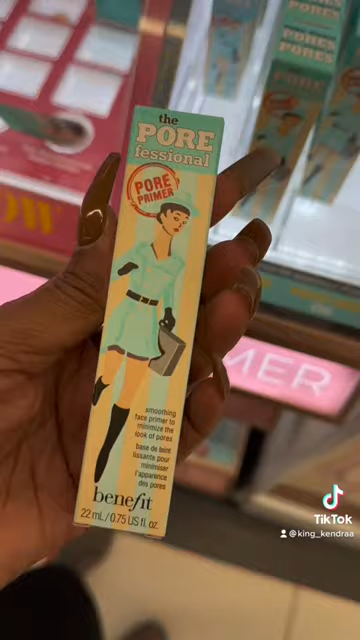 PORES
PORES
the
PORE
fessional
PORE
PRIMER
smoothing
face primer to
minimize the
look of pores
base de teint
lissante pour
minimiser
l'apparence
des pores
benefit
22 mL / 0.75 US fl. oz.
TikTok
@king_kendraa